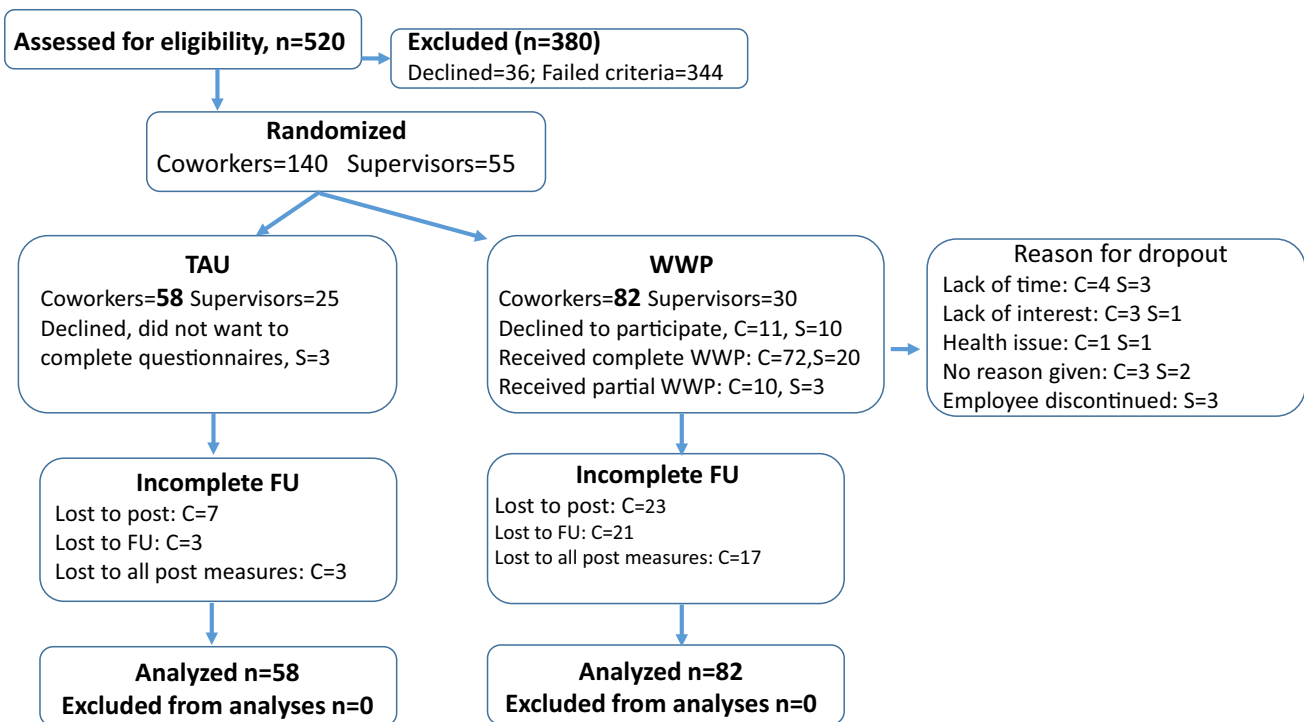 Assessed for eligibility, n=520
Excluded (n=380)
Declined=36; Failed criteria=344
Randomized
Coworkers=140 Supervisors=55
TAU
Coworkers=58 Supervisors=25
Declined, did not want to
complete questionnaires, S=3
WWP
Coworkers=82 Supervisors=30
Declined to participate, C=11, S=10
Received complete WWP: C=72,S=20
Received partial WWP: C=10, S=3
Reason for dropout
Lack of time: C=4 S=3
Lack of interest: C=3 S=1
Health issue: C=1 S=1
No reason given: C=3 S=2
Employee discontinued: S=3
Incomplete FU
Lost to post: C=7
Lost to FU: C=3
Lost to all post measures: C=3
Incomplete FU
Lost to post: C=23
Lost to FU: C=21
Lost to all post measures: C=17
Analyzed n=58
Excluded from analyses n=0
Analyzed n=82
Excluded from analyses n=0